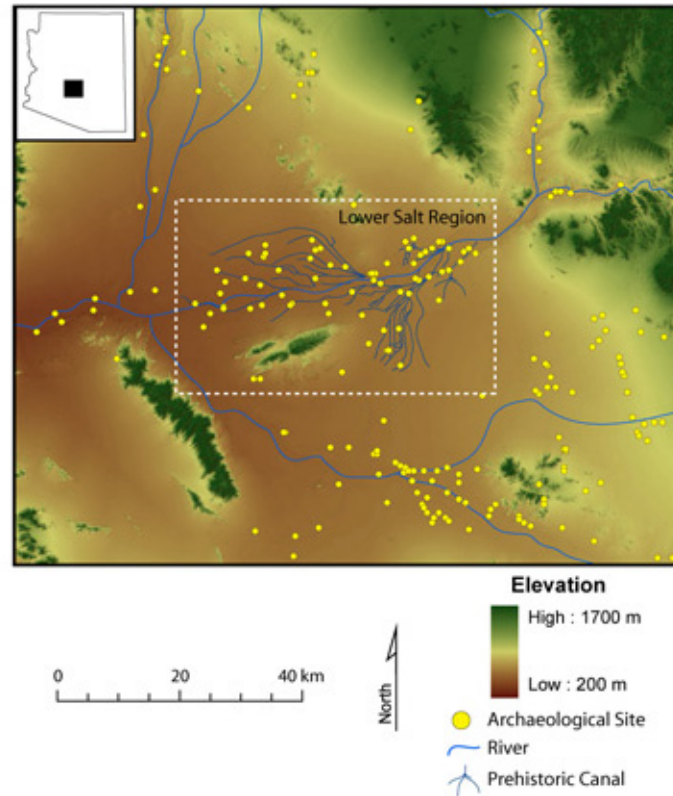 Lower Salt Region
Elevation
High : 1700 m
Low : 200 m
0 20 40 km
North
Archaeological Site
River
Prehistoric Canal